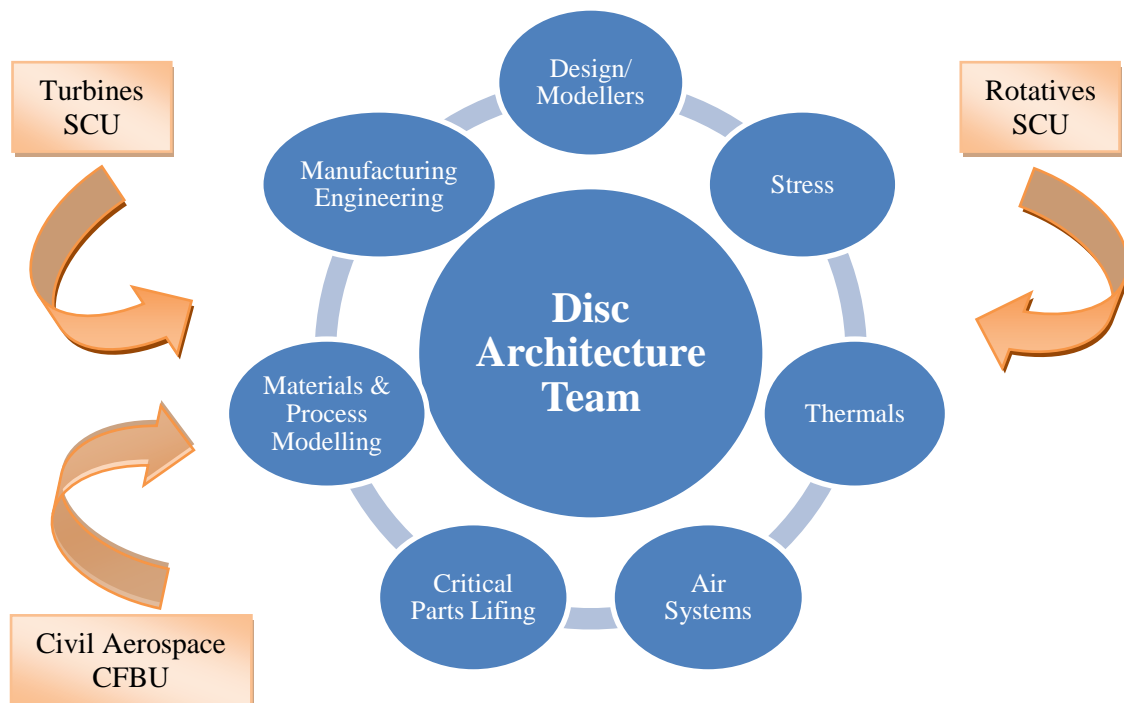 Turbines
SCU
Design/
Modellers
Rotatives
SCU
Manufacturing
Engineering
Stress
Disc
Architecture
Team
Materials &
Process
Modelling
Thermals
Critical
Parts Lifing
Air
Systems
Civil Aerospace
CFBU